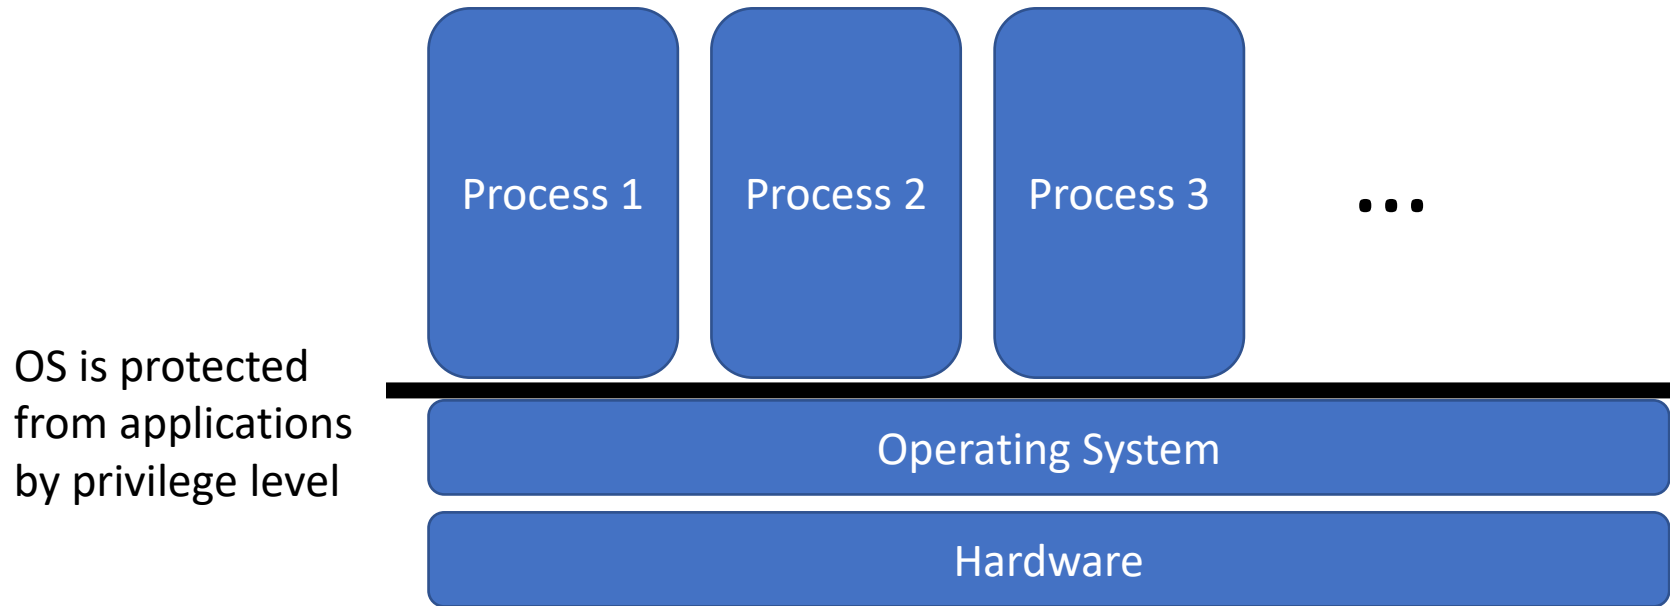 Process 1
Process 2
Process 3
...
OS is protected
from applications
by privilege level
Operating System
Hardware